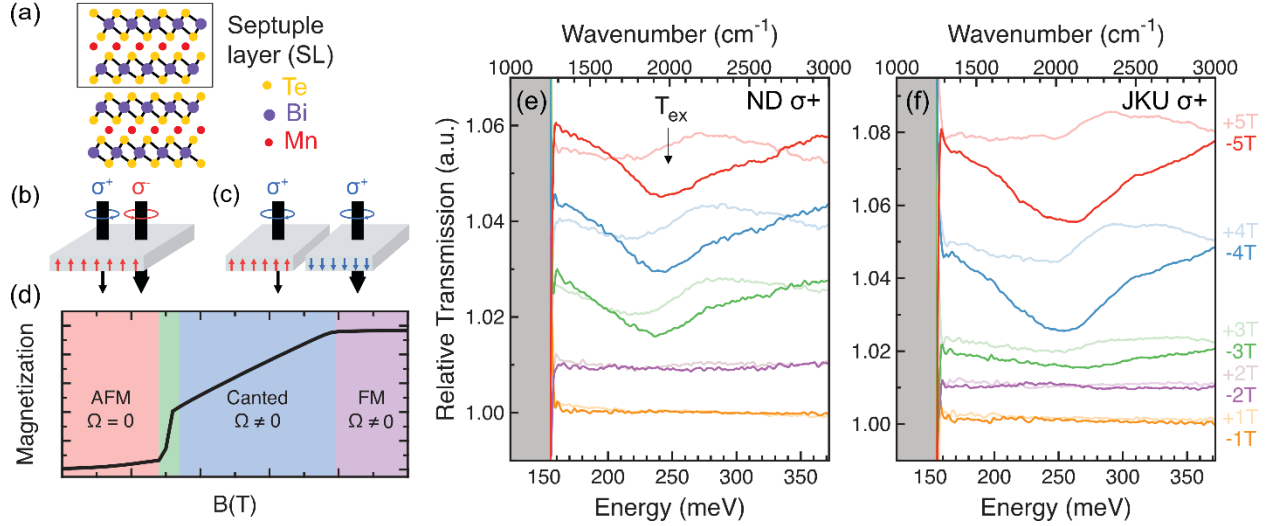 (a)
Septuple
layer (SL)
Te
Bi
Mn
(b)
σ+ σ-
(c)
σ+ σ+
(d)
Magnetization
AFM
Ω = 0
Canted
Ω ≠ 0
FM
Ω ≠ 0
B(T)
Wavenumber (cm-1)
1000 1500 2000 2500 3000
(e)
ND σ+
Tex
Relative Transmission (a.u.)
1.06
1.04
1.02
1.00
150 200 250 300 350
Energy (meV)
Wavenumber (cm-1)
1000 1500 2000 2500 3000
(f)
JKU σ+
1.08
1.06
1.04
1.02
1.00
+5T
-5T
+4T
-4T
+3T
-3T
+2T
-2T
+1T
-1T
150 200 250 300 350
Energy (meV)